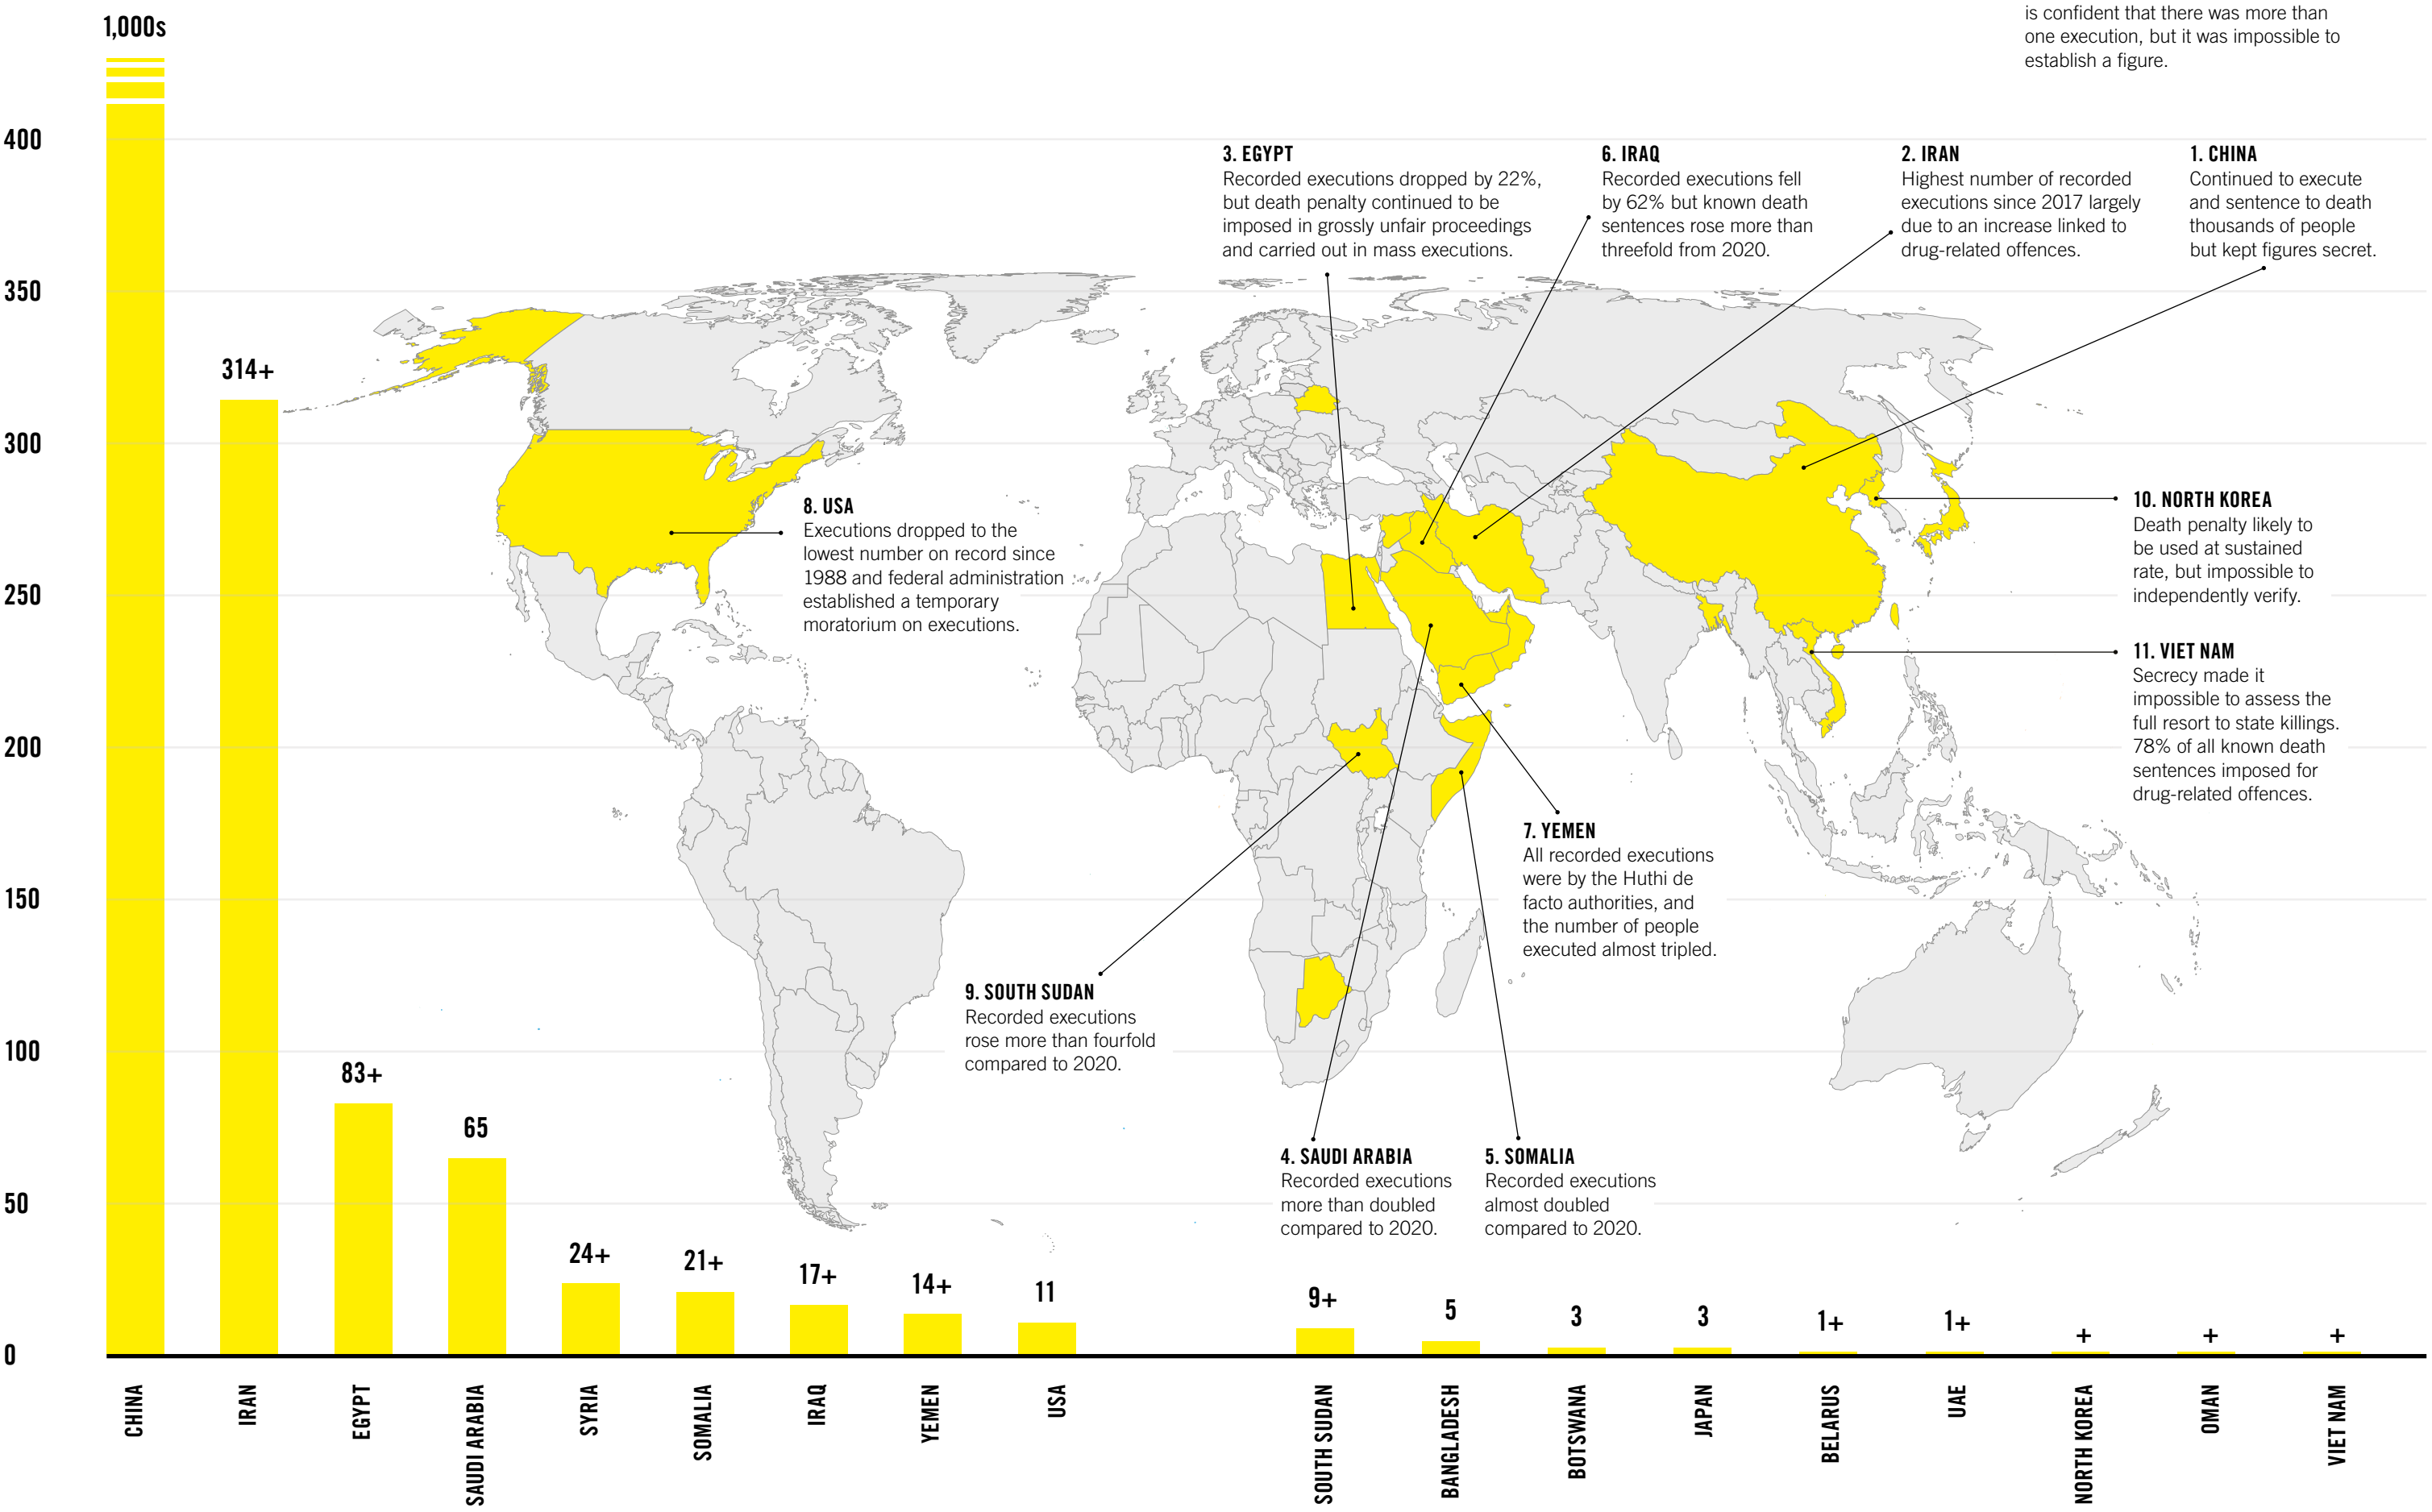 is confident that there was more than
one execution, but it was impossible to
establish a figure.
1,000s
400
350
300
250
200
150
100
50
0
3. EGYPT
Recorded executions dropped by 22%,
but death penalty continued to be
imposed in grossly unfair proceedings
and carried out in mass executions.
6. IRAQ
Recorded executions fell
by 62% but known death
sentences rose more than
threefold from 2020.
2. IRAN
Highest number of recorded
executions since 2017 largely
due to an increase linked to
drug-related offences.
1. CHINA
Continued to execute
and sentence to death
thousands of people
but kept figures secret.
8. USA
Executions dropped to the
lowest number on record since
1988 and federal administration
established a temporary
moratorium on executions.
10. NORTH KOREA
Death penalty likely to
be used at sustained
rate, but impossible to
independently verify.
11. VIET NAM
Secrecy made it
impossible to assess the
full resort to state killings.
78% of all known death
sentences imposed for
drug-related offences.
7. YEMEN
All recorded executions
were by the Huthi de
facto authorities, and
the number of people
executed almost tripled.
9. SOUTH SUDAN
Recorded executions
rose more than fourfold
compared to 2020.
4. SAUDI ARABIA
Recorded executions
more than doubled
compared to 2020.
5. SOMALIA
Recorded executions
almost doubled
compared to 2020.
314+
83+
65
24+
21+
17+
14+
11
9+
5
3
3
1+
1+
+
+
+
CHINA
IRAN
EGYPT
SAUDI ARABIA
SYRIA
SOMALIA
IRAQ
YEMEN
USA
SOUTH SUDAN
BANGLADESH
BOTSWANA
JAPAN
BELARUS
UAE
NORTH KOREA
OMAN
VIET NAM